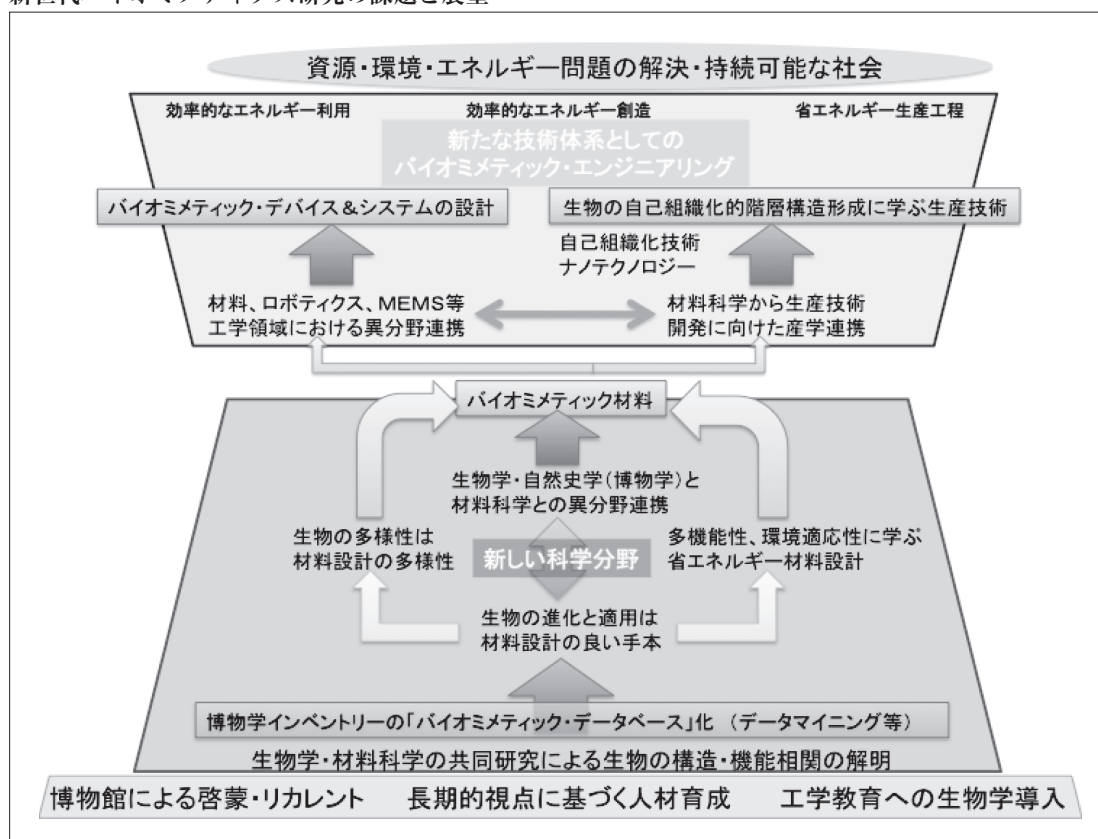 資源・環境・エネルギー問題の解決・持続可能な社会
効率的なエネルギー利用
効率的なエネルギー創造
省エネルギー生産工程
新たな技術体系としての
バイオミメティック・エンジニアリング
バイオミメティック・デバイス&システムの設計
生物の自己組織化的階層構造形成に学ぶ生産技術
自己組織化技術
ナノテクノロジー
材料、ロボティクス、MEMS等
工学領域における異分野連携
材料科学から生産技術
開発に向けた産学連携
バイオミメティック材料
生物学・自然史学(博物学)と
材料科学との異分野連携
生物の多様性は
材料設計の多様性
新しい科学分野
多機能性、環境適応性に学ぶ
省エネルギー材料設計
生物の進化と適用は
材料設計の良い手本
博物学インベントリーの「バイオミメティック・データベース」化 (データマイニング等)
生物学・材料科学の共同研究による生物の構造・機能相関の解明
博物館による啓蒙・リカレント 長期的視点に基づく人材育成 工学教育への生物学導入